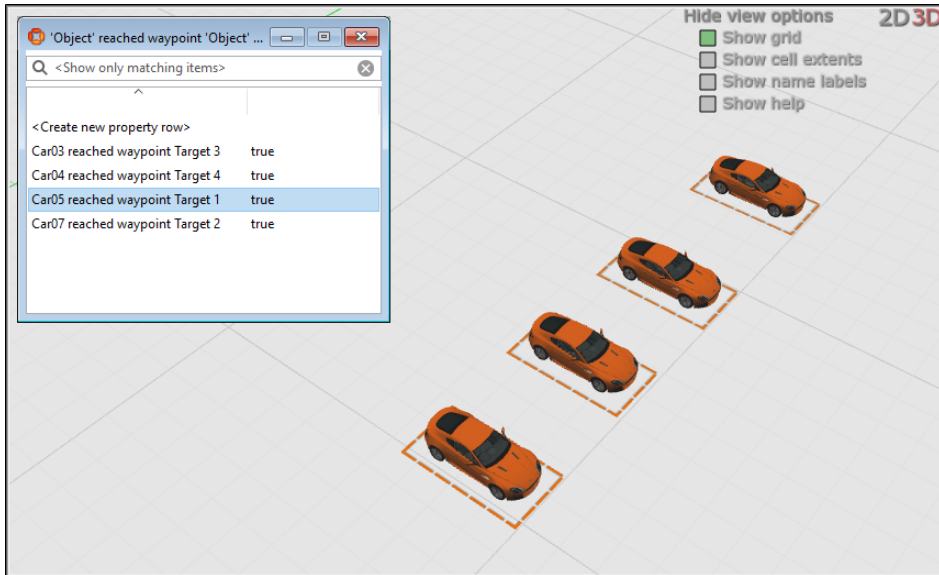 'Object' reached waypoint 'Object' ...
<Show only matching items>
<Create new property row>
Car03 reached waypoint Target 3 true
Car04 reached waypoint Target 4 true
Car05 reached waypoint Target 1 true
Car07 reached waypoint Target 2 true
Hide view options 2D 3D
Show grid
Show cell extents
Show name labels
Show help